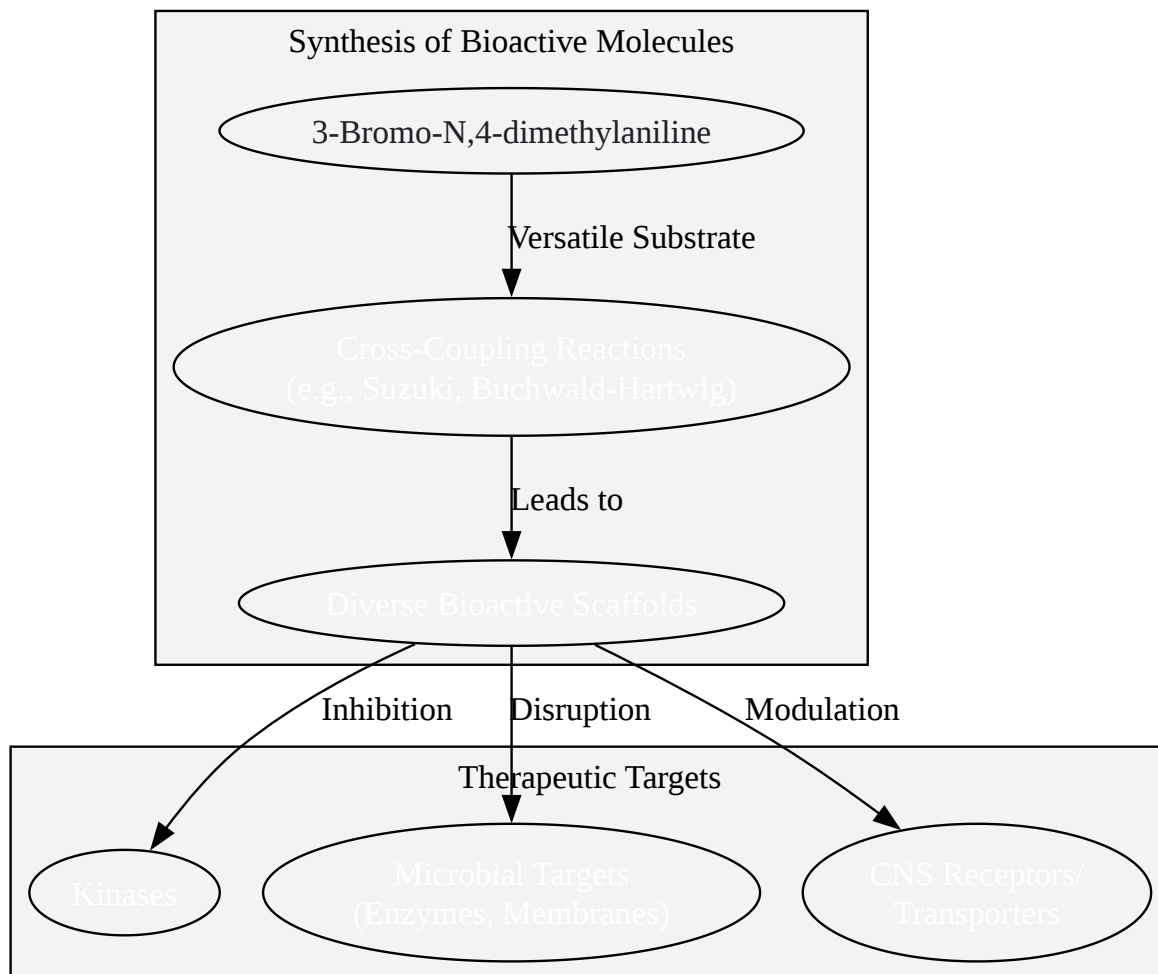 Synthesis of Bioactive Molecules
3-Bromo-N,4-dimethylaniline
Versatile Substrate
Cross-Coupling Reactions
(e.g., Suzuki, Buchwald-Hartwig)
Leads to
Diverse Bioactive Scaffolds
Inhibition
Disruption
Modulation
Therapeutic Targets
Kinases
Microbial Targets
(Enzymes, Membranes)
CNS Receptors/
Transporters